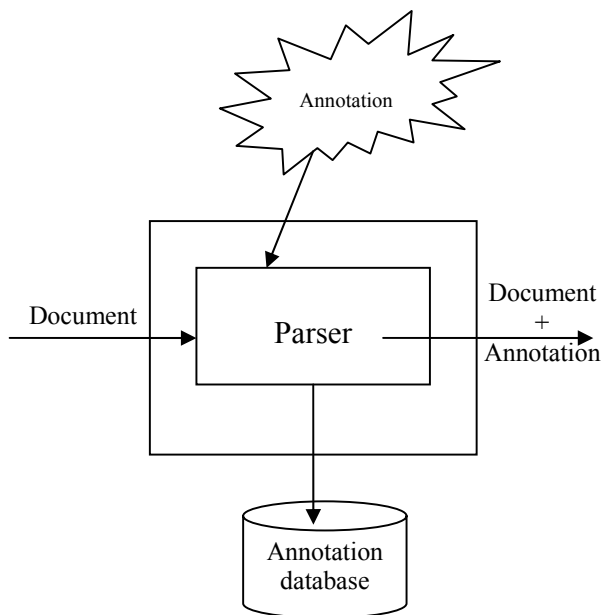 Annotation
Document
Parser
Document
+
Annotation
Annotation
database